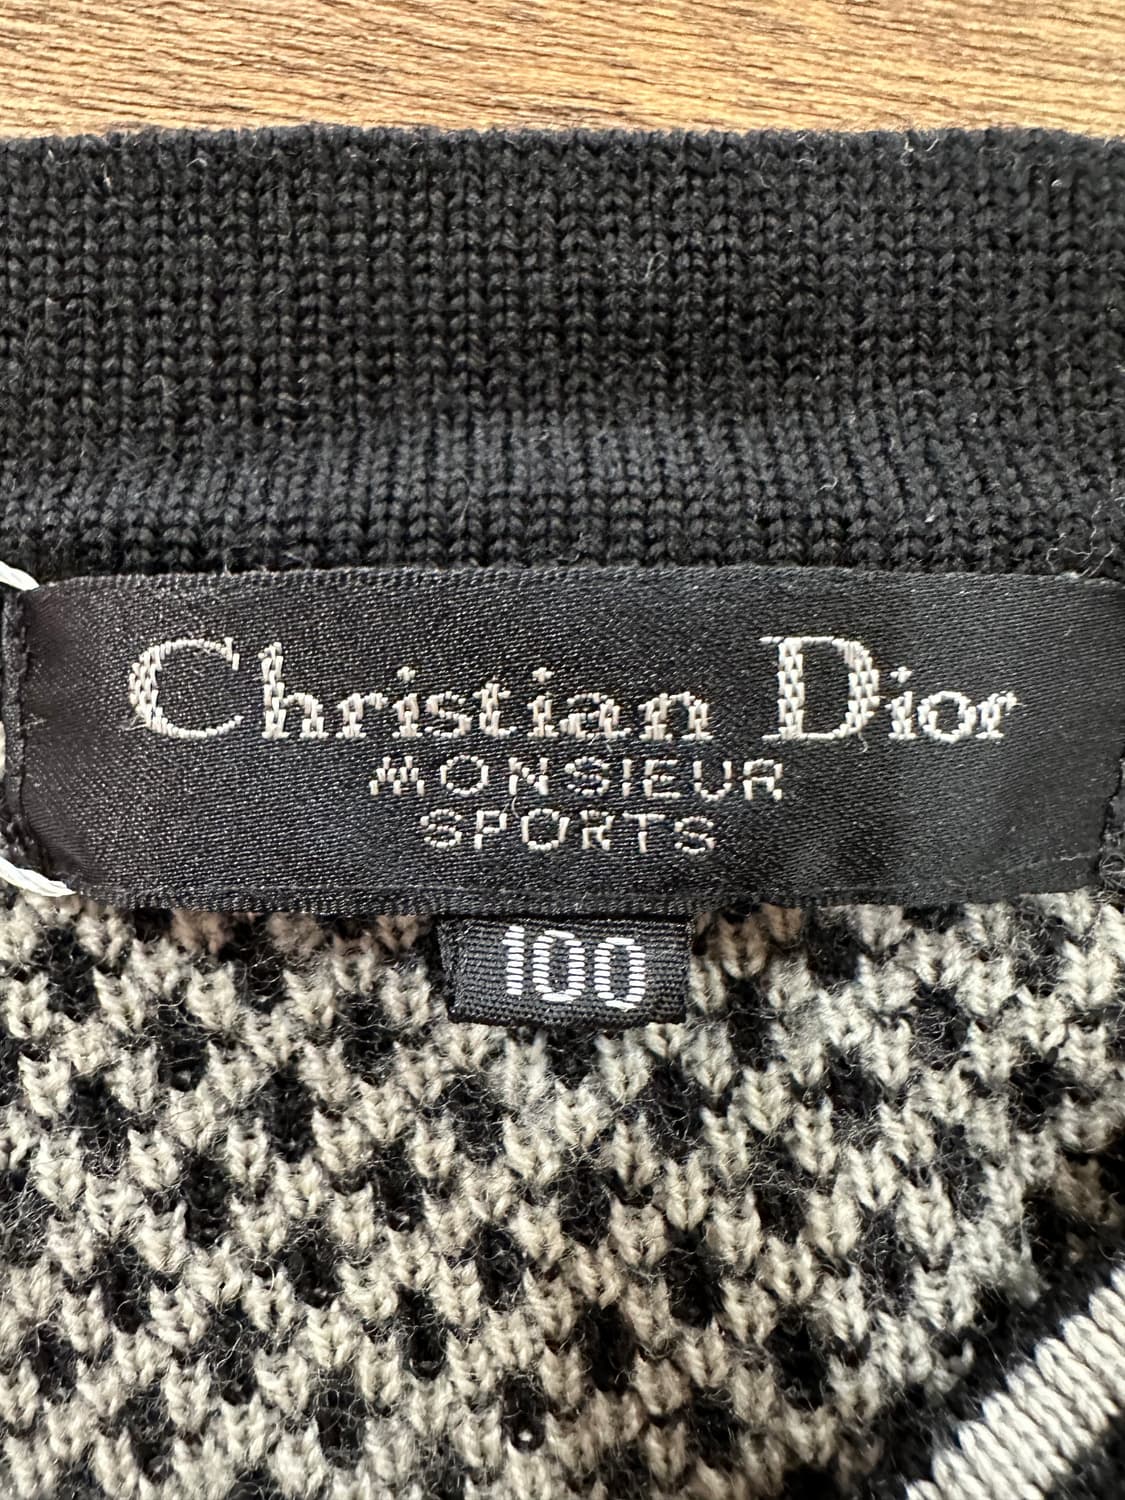 Christian Dior
MONSIEUR
SPORTS
100